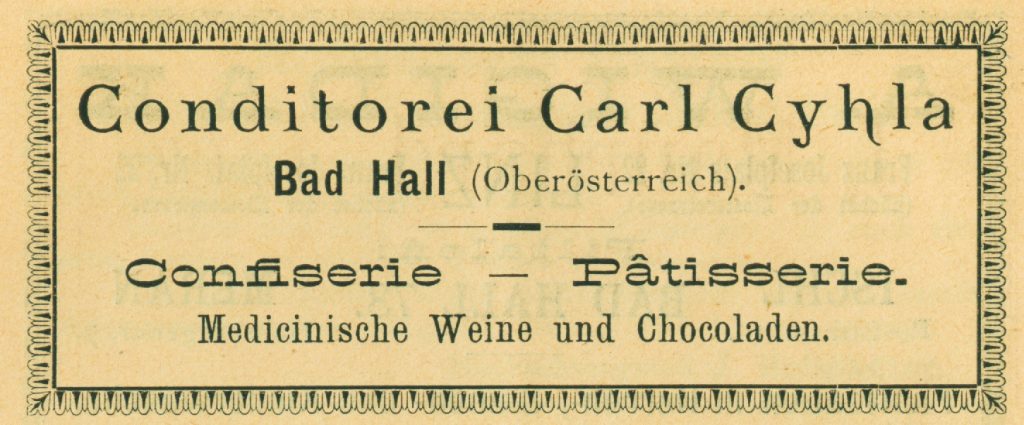 Conditorei Carl Cyhla
Bad Hall (Oberösterreich).
Confiserie — Pâtisserie.
Medicinische Weine und Chocoladen.